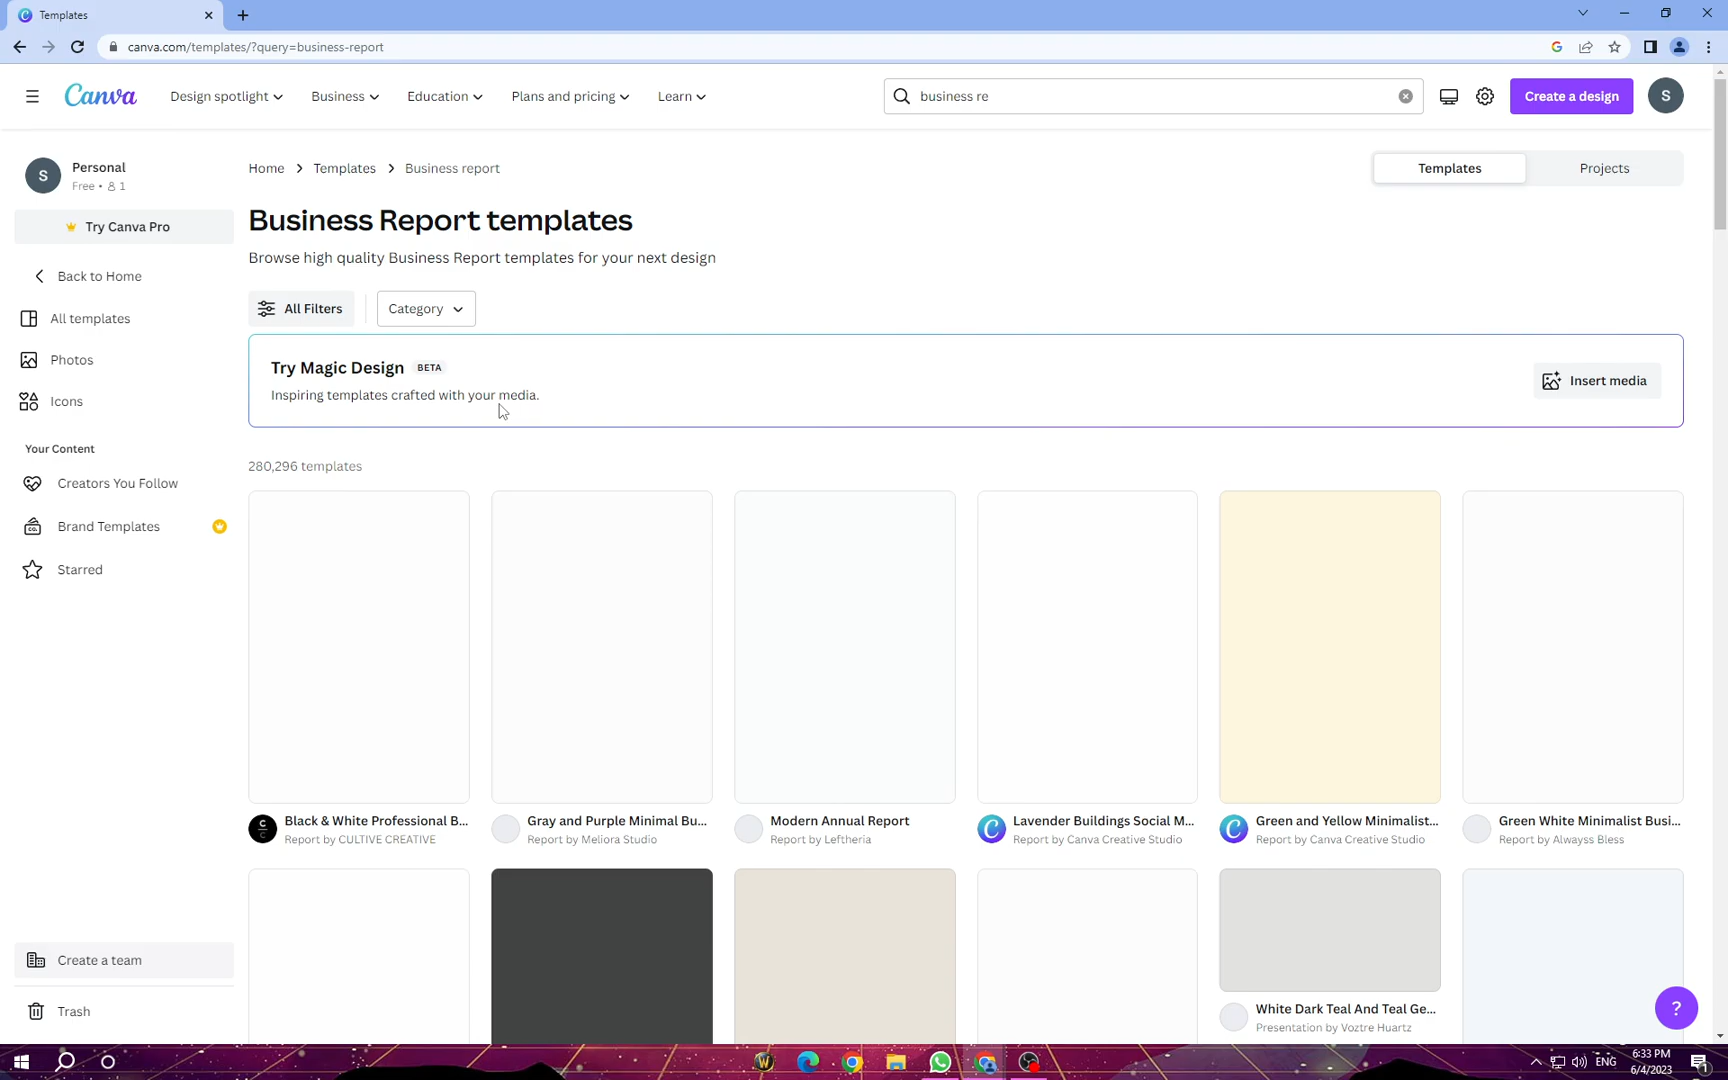 Templates
canva.com/templates/?query=business-report
Canva
Design spotlight
Business
Education
Plans and pricing
Learn
business re
Create a design
S
S
Personal
Free • 1
Try Canva Pro
Back to Home
All templates
Photos
Icons
Your Content
Creators You Follow
Brand Templates
Starred
Create a team
Trash
Home > Templates > Business report
Templates
Projects
Business Report templates
Browse high quality Business Report templates for your next design
All Filters
Category
Try Magic Design BETA
Inspiring templates crafted with your media.
Insert media
280,296 templates
Black & White Professional B...
Report by CULTIVE CREATIVE
Gray and Purple Minimal Bu...
Report by Meliora Studio
Modern Annual Report
Report by Leftheria
Lavender Buildings Social M...
Report by Canva Creative Studio
Green and Yellow Minimalist...
Report by Canva Creative Studio
Green White Minimalist Busi...
Report by Alwayss Bless
White Dark Teal And Teal Ge...
Presentation by Voztre Huartz
?
ENG
6:33 PM
6/4/2023
1